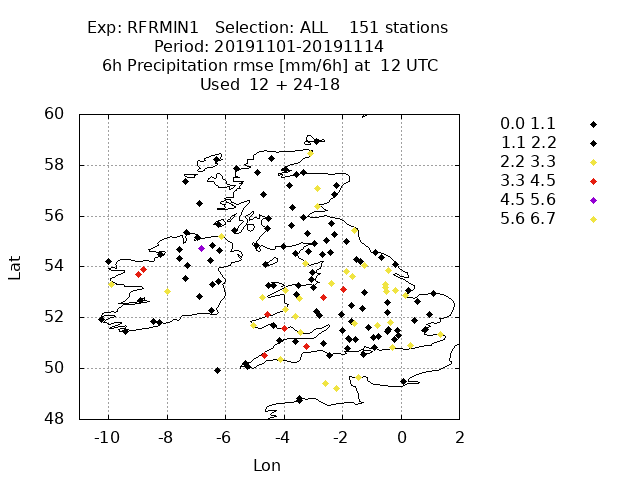 Exp: RFRMIN1 Selection: ALL 151 stations
Period: 20191101-20191114
6h Precipitation rmse [mm/6h] at 12 UTC
Used 12 + 24-18
60
58
56
54
52
50
48
Lat
-10 -8 -6 -4 -2 0 2
Lon
0.0 1.1
1.1 2.2
2.2 3.3
3.3 4.5
4.5 5.6
5.6 6.7